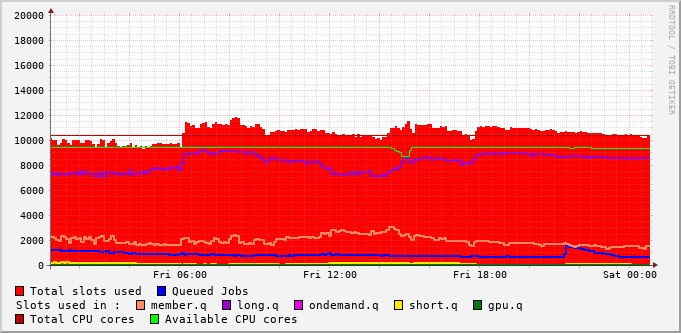 RRDTOOL / TOBI OETIKER
20000
18000
16000
14000
12000
10000
8000
6000
4000
2000
0
Fri 06:00 Fri 12:00 Fri 18:00 Sat 00:00
Total slots used Queued Jobs
Slots used in : member.q long.q ondemand.q short.q gpu.q
Total CPU cores Available CPU cores